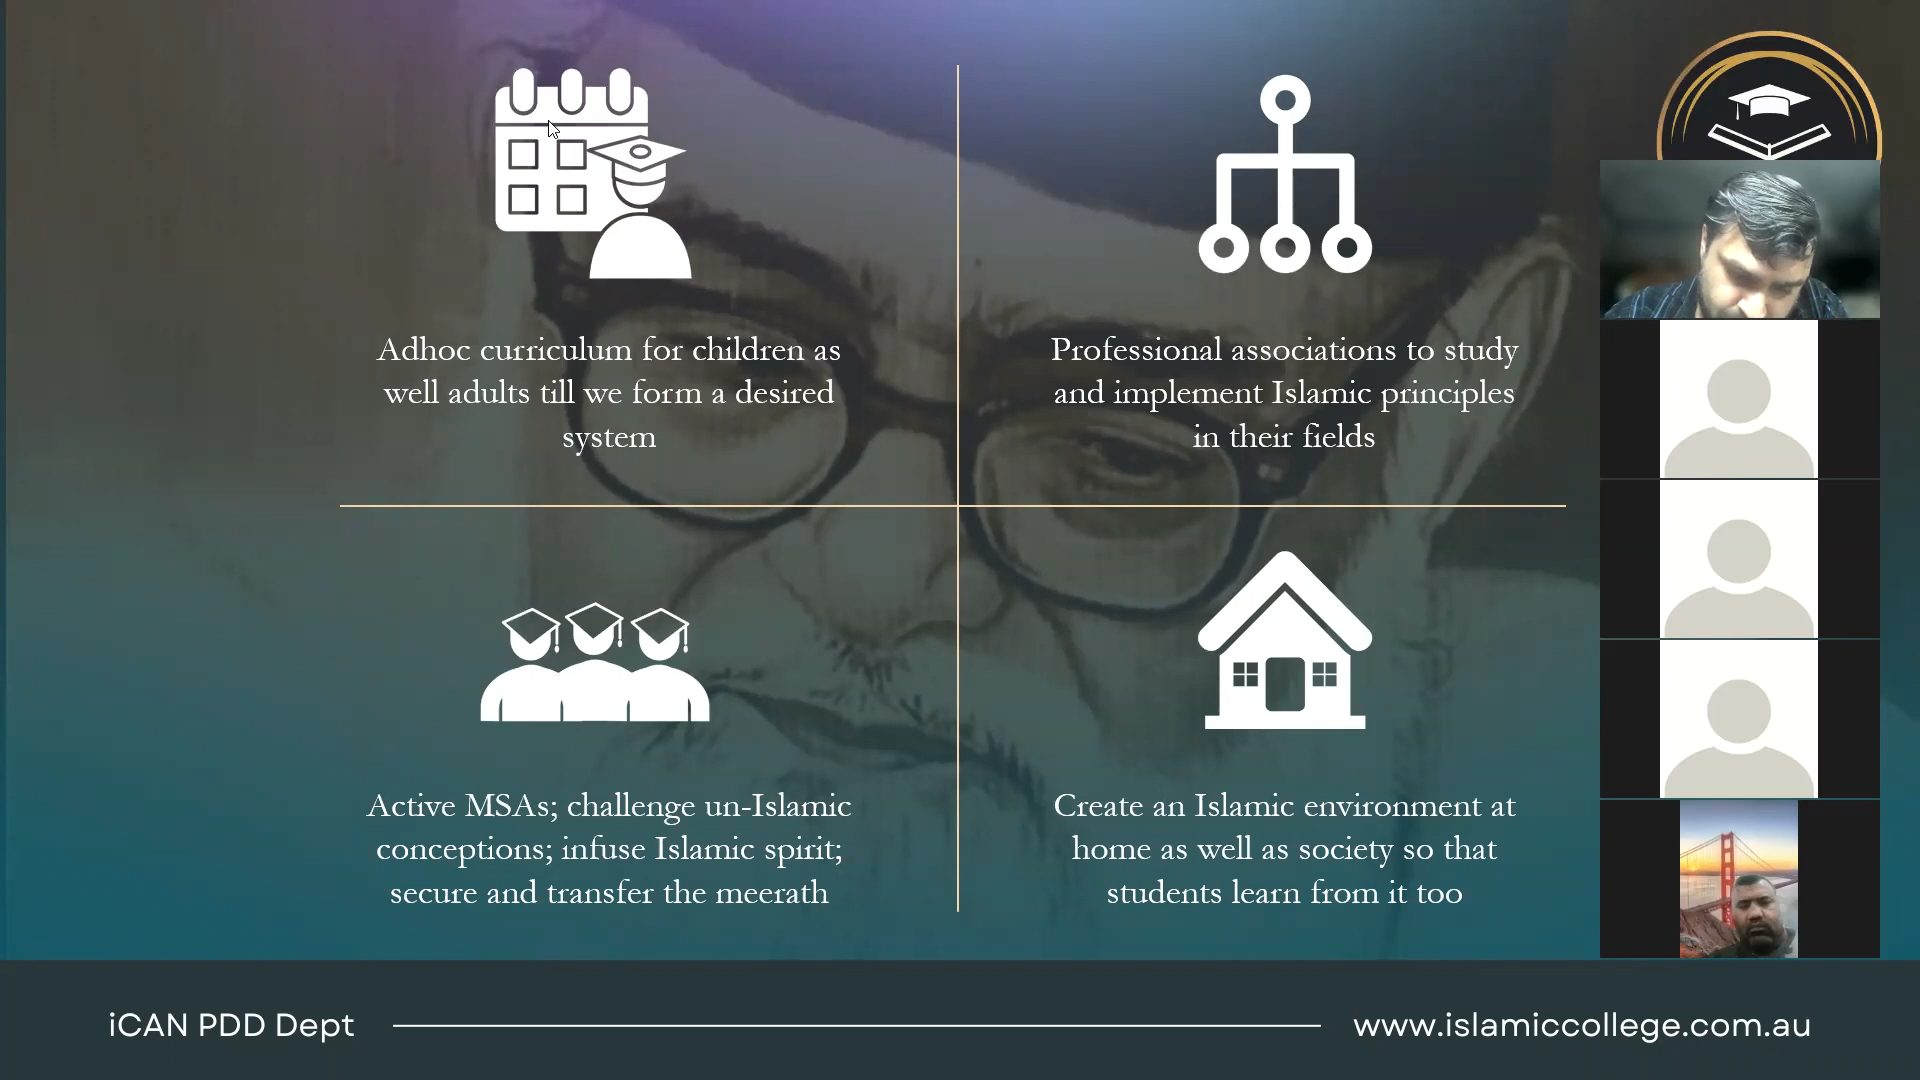 Adhoc curriculum for children as
well adults till we form a desired
system
Professional associations to study
and implement Islamic principles
in their fields
Active MSAs; challenge un-Islamic
conceptions; infuse Islamic spirit;
secure and transfer the meerath
Create an Islamic environment at
home as well as society so that
students learn from it too
iCAN PDD Dept
www.islamiccollege.com.au